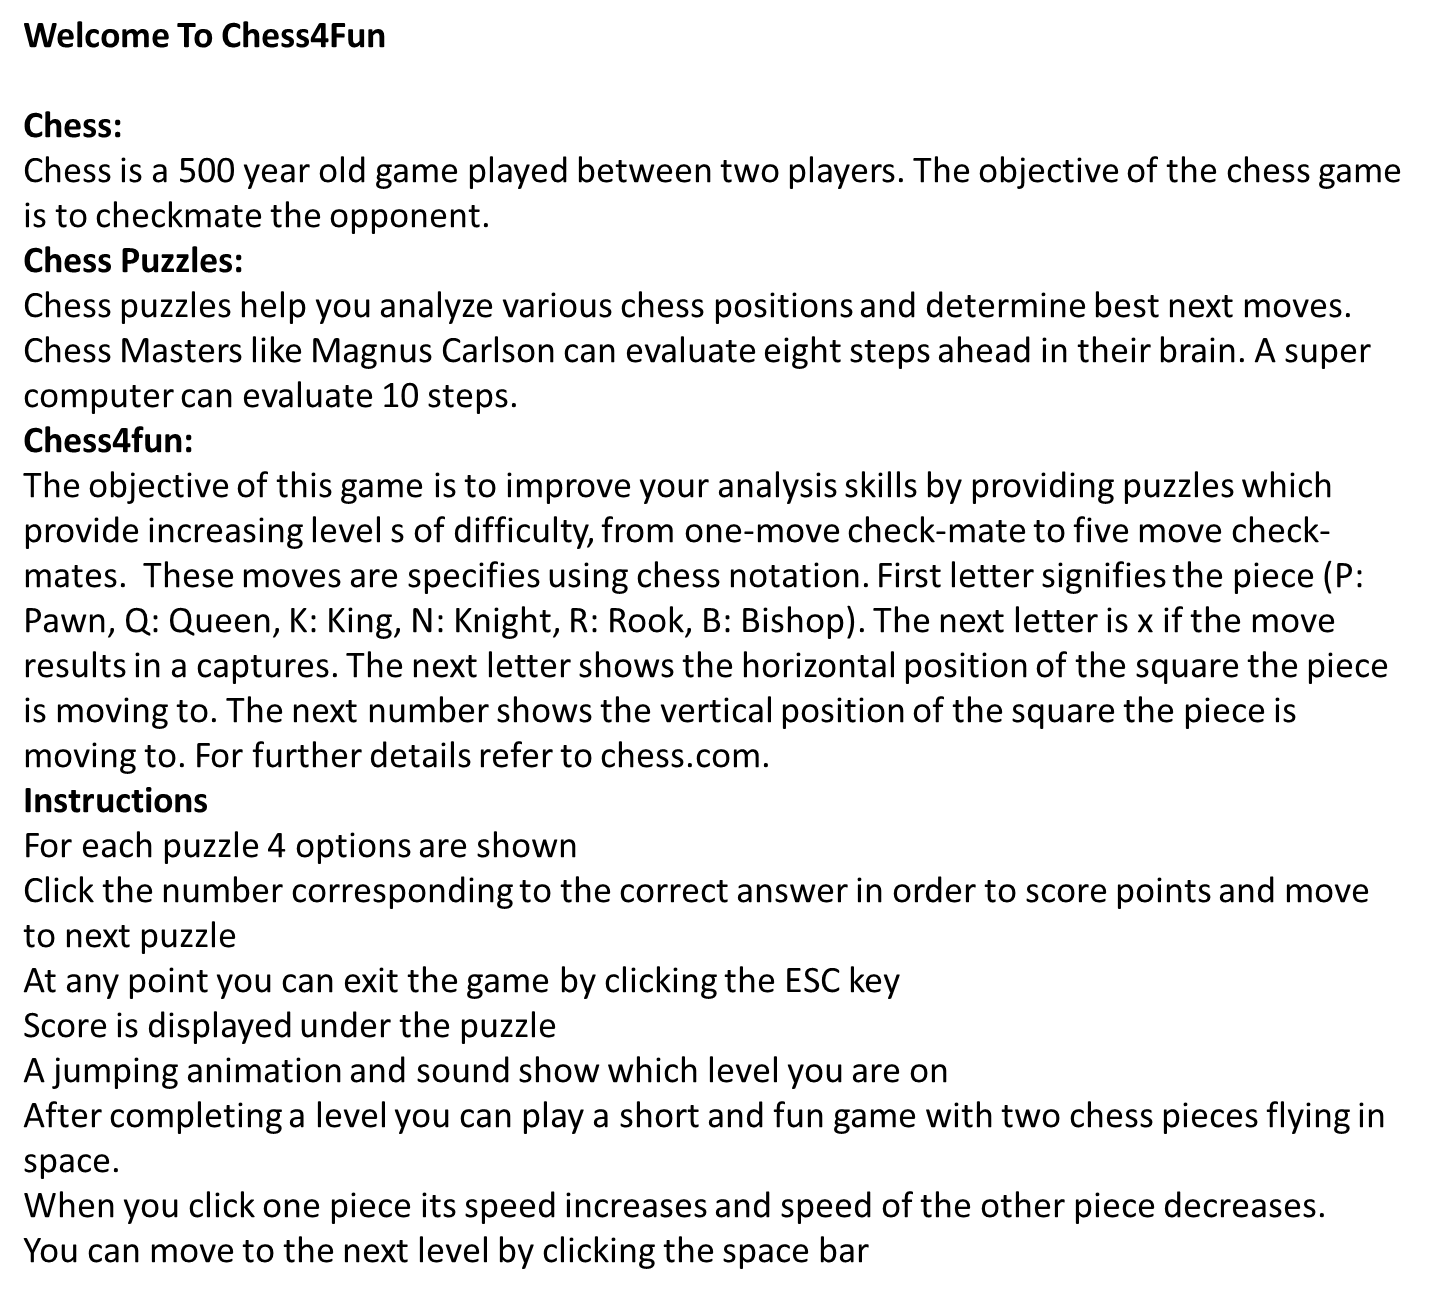 Welcome To Chess4Fun
Chess:
Chess is a 500 year old game played between two players. The objective of the chess game
is to checkmate the opponent.
Chess Puzzles:
Chess puzzles help you analyze various chess positions and determine best next moves.
Chess Masters like Magnus Carlson can evaluate eight steps ahead in their brain. A super
computer can evaluate 10 steps.
Chess4fun:
The objective of this game is to improve your analysis skills by providing puzzles which
provide increasing level s of difficulty, from one-move check-mate to five move check-
mates.  These moves are specifies using chess notation. First letter signifies the piece (P:
Pawn, Q: Queen, K: King, N: Knight, R: Rook, B: Bishop). The next letter is x if the move
results in a captures. The next letter shows the horizontal position of the square the piece
is moving to. The next number shows the vertical position of the square the piece is
moving to. For further details refer to chess.com.
Instructions
For each puzzle 4 options are shown
Click the number corresponding to the correct answer in order to score points and move
to next puzzle
At any point you can exit the game by clicking the ESC key
Score is displayed under the puzzle
A jumping animation and sound show which level you are on
After completing a level you can play a short and fun game with two chess pieces flying in
space.
When you click one piece its speed increases and speed of the other piece decreases.
You can move to the next level by clicking the space bar